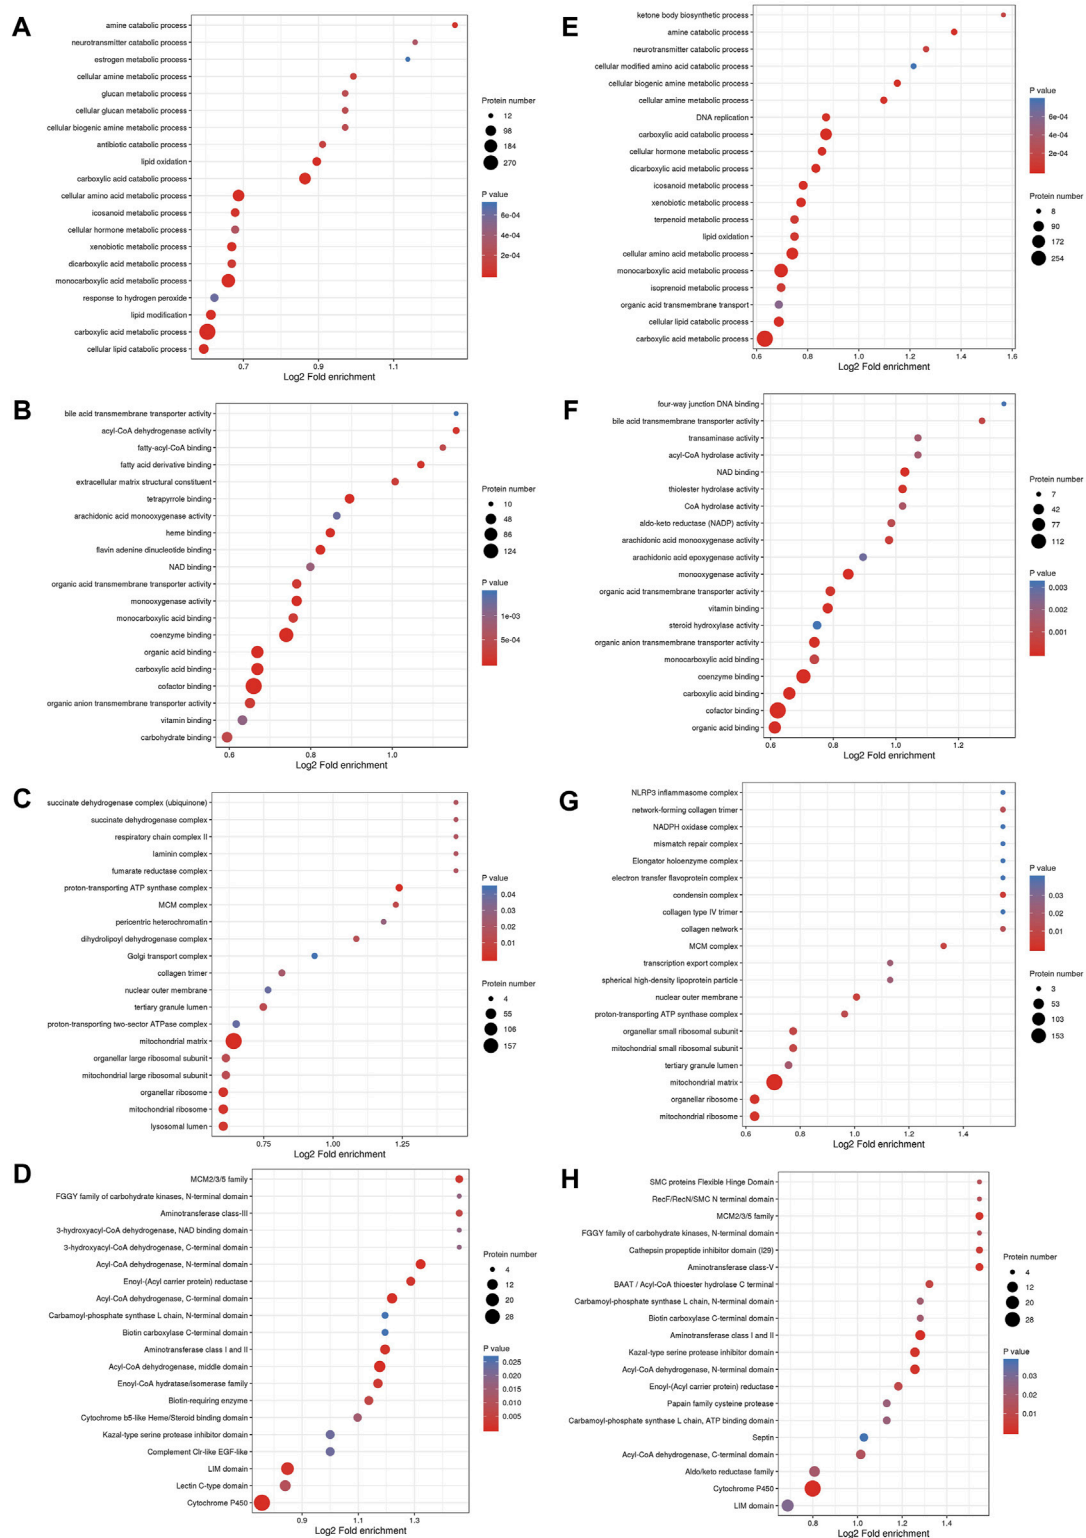 A
amine catabolic process
neurotransmitter catabolic process
estrogen metabolic process
cellular amine metabolic process
glucan metabolic process
cellular glucan metabolic process
cellular biogenic amine metabolic process
antibiotic catabolic process
lipid oxidation
carboxylic acid catabolic process
cellular amino acid metabolic process
icosanoid metabolic process
cellular hormone metabolic process
xenobiotic metabolic process
dicarboxylic acid metabolic process
monocarboxylic acid metabolic process
response to hydrogen peroxide
lipid modification
carboxylic acid metabolic process
cellular lipid catabolic process
0.7 0.9 1.1
Log2 Fold enrichment
Protein number
12
98
184
270
P value
6e-04
4e-04
2e-04
E
ketone body biosynthetic process
amine catabolic process
neurotransmitter catabolic process
cellular modified amino acid catabolic process
cellular biogenic amine metabolic process
cellular amine metabolic process
DNA replication
carboxylic acid catabolic process
cellular hormone metabolic process
dicarboxylic acid metabolic process
icosanoid metabolic process
xenobiotic metabolic process
terpenoid metabolic process
lipid oxidation
cellular amino acid metabolic process
monocarboxylic acid metabolic process
isoprenoid metabolic process
organic acid transmembrane transport
cellular lipid catabolic process
carboxylic acid metabolic process
0.6 0.8 1.0 1.2 1.4 1.6
Log2 Fold enrichment
P value
6e-04
4e-04
2e-04
Protein number
8
90
172
254
B
bile acid transmembrane transporter activity
acyl-CoA dehydrogenase activity
fatty-acyl-CoA binding
fatty acid derivative binding
extracellular matrix structural constituent
tetrapyrrole binding
arachidonic acid monooxygenase activity
heme binding
flavin adenine dinucleotide binding
NAD binding
organic acid transmembrane transporter activity
monooxygenase activity
monocarboxylic acid binding
coenzyme binding
organic acid binding
carboxylic acid binding
cofactor binding
organic anion transmembrane transporter activity
vitamin binding
carbohydrate binding
0.6 0.8 1.0
Log2 Fold enrichment
Protein number
10
48
86
124
P value
1e-03
5e-04
F
four-way junction DNA binding
bile acid transmembrane transporter activity
transaminase activity
acyl-CoA hydrolase activity
NAD binding
thiolester hydrolase activity
CoA hydrolase activity
aldo-keto reductase (NADP) activity
arachidonic acid monooxygenase activity
arachidonic acid epoxygenase activity
monooxygenase activity
organic acid transmembrane transporter activity
vitamin binding
steroid hydroxylase activity
organic anion transmembrane transporter activity
monocarboxylic acid binding
coenzyme binding
carboxylic acid binding
cofactor binding
organic acid binding
0.6 0.8 1.0 1.2
Log2 Fold enrichment
Protein number
7
42
77
112
P value
0.003
0.002
0.001
C
succinate dehydrogenase complex (ubiquinone)
succinate dehydrogenase complex
respiratory chain complex II
laminin complex
fumarate reductase complex
proton-transporting ATP synthase complex
MCM complex
pericentric heterochromatin
dihydrolipoyl dehydrogenase complex
Golgi transport complex
collagen trimer
nuclear outer membrane
tertiary granule lumen
proton-transporting two-sector ATPase complex
mitochondrial matrix
organellar large ribosomal subunit
mitochondrial large ribosomal subunit
organellar ribosome
mitochondrial ribosome
lysosomal lumen
0.75 1.00 1.25
Log2 Fold enrichment
P value
0.04
0.03
0.02
0.01
Protein number
4
55
106
157
G
NLRP3 inflammasome complex
network-forming collagen trimer
NADPH oxidase complex
mismatch repair complex
Elongator holoenzyme complex
electron transfer flavoprotein complex
condensin complex
collagen type IV trimer
collagen network
MCM complex
transcription export complex
spherical high-density lipoprotein particle
nuclear outer membrane
proton-transporting ATP synthase complex
organellar small ribosomal subunit
mitochondrial small ribosomal subunit
tertiary granule lumen
mitochondrial matrix
organellar ribosome
mitochondrial ribosome
0.6 0.8 1.0 1.2 1.4
Log2 Fold enrichment
P value
0.03
0.02
0.01
Protein number
3
53
103
153
D
MCM2/3/5 family
FGGY family of carbohydrate kinases, N-terminal domain
Aminotransferase class-III
3-hydroxyacyl-CoA dehydrogenase, NAD binding domain
3-hydroxyacyl-CoA dehydrogenase, C-terminal domain
Acyl-CoA dehydrogenase, N-terminal domain
Enoyl-(Acyl carrier protein) reductase
Acyl-CoA dehydrogenase, C-terminal domain
Carbamoyl-phosphate synthase L chain, N-terminal domain
Biotin carboxylase C-terminal domain
Aminotransferase class I and II
Acyl-CoA dehydrogenase, middle domain
Enoyl-CoA hydratase/isomerase family
Biotin-requiring enzyme
Cytochrome b5-like Heme/Steroid binding domain
Kazal-type serine protease inhibitor domain
Complement Clr-like EGF-like
LIM domain
Lectin C-type domain
Cytochrome P450
0.9 1.1 1.3
Log2 Fold enrichment
Protein number
4
12
20
28
P value
0.025
0.020
0.015
0.010
0.005
H
SMC proteins Flexible Hinge Domain
RecF/RecN/SMC N terminal domain
MCM2/3/5 family
FGGY family of carbohydrate kinases, N-terminal domain
Cathepsin propeptide inhibitor domain (I29)
Aminotransferase class-V
BAAT / Acyl-CoA thioester hydrolase C terminal
Carbamoyl-phosphate synthase L chain, N-terminal domain
Biotin carboxylase C-terminal domain
Aminotransferase class I and II
Kazal-type serine protease inhibitor domain
Acyl-CoA dehydrogenase, N-terminal domain
Enoyl-(Acyl carrier protein) reductase
Papain family cysteine protease
Carbamoyl-phosphate synthase L chain, ATP binding domain
Septin
Acyl-CoA dehydrogenase, C-terminal domain
Aldo/keto reductase family
Cytochrome P450
LIM domain
0.8 1.0 1.2 1.4
Log2 Fold enrichment
Protein number
4
12
20
28
P value
0.03
0.02
0.01